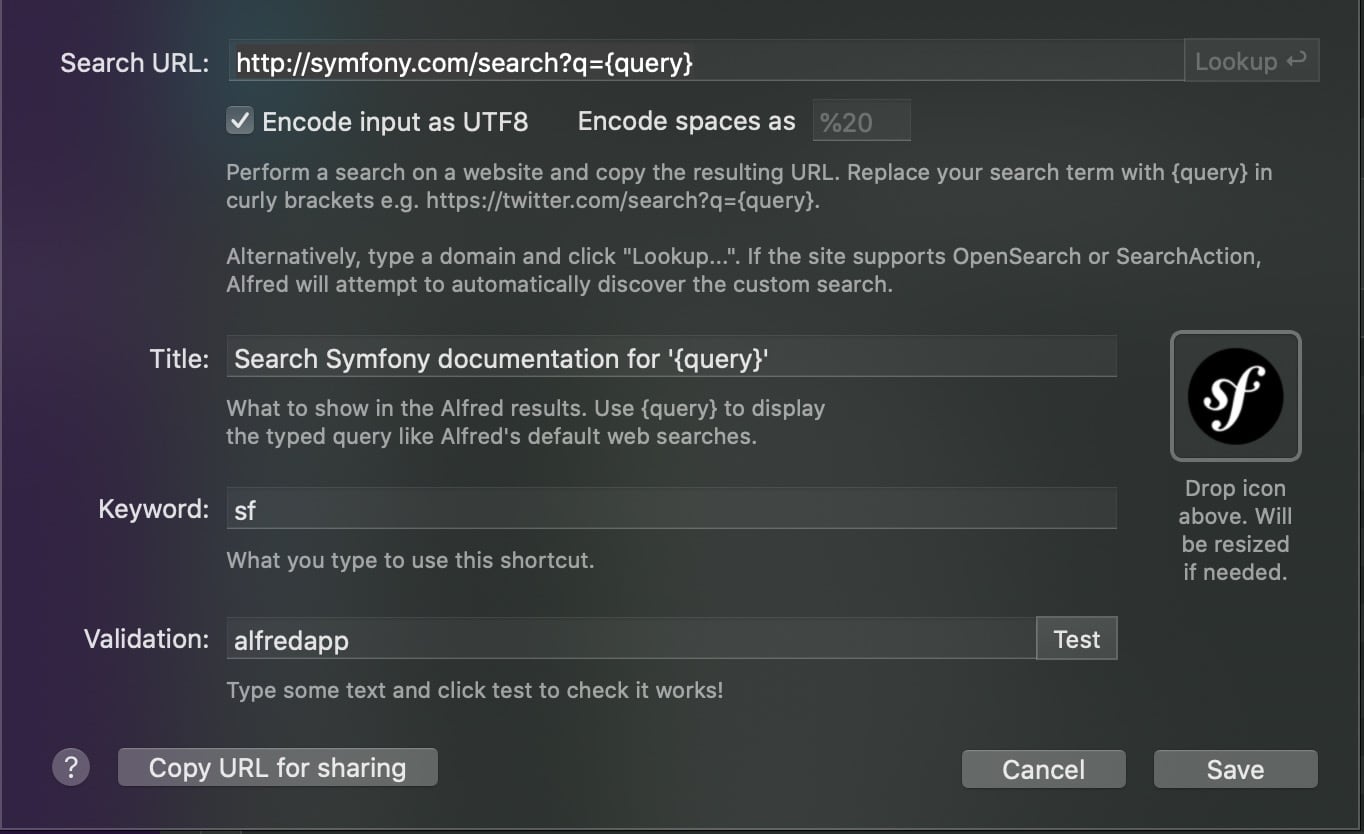 Search URL: http://symfony.com/search?q={query} Lookup ↩
Encode input as UTF8 Encode spaces as %20
Perform a search on a website and copy the resulting URL. Replace your search term with {query} in
curly brackets e.g. https://twitter.com/search?q={query}.
Alternatively, type a domain and click "Lookup...". If the site supports OpenSearch or SearchAction,
Alfred will attempt to automatically discover the custom search.
Title: Search Symfony documentation for '{query}'
What to show in the Alfred results. Use {query} to display
the typed query like Alfred's default web searches.
sf
Drop icon
above. Will
be resized
if needed.
Keyword: sf
What you type to use this shortcut.
Validation: alfredapp Test
Type some text and click test to check it works!
? Copy URL for sharing Cancel Save